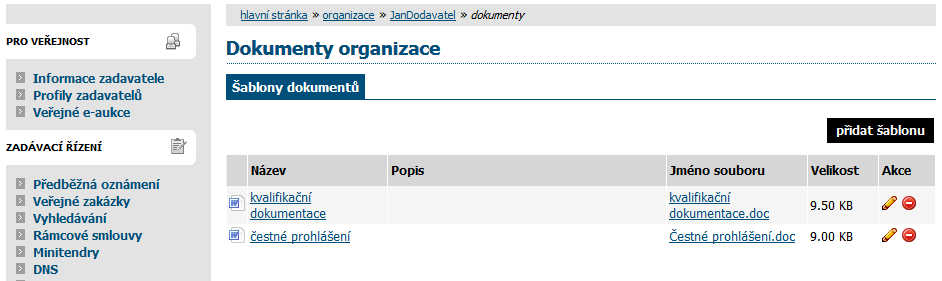 hlavní stránka » organizace » JanDodavatel » dokumenty
PRO VEŘEJNOST
Informace zadavatele
Profily zadavatelů
Veřejné e-aukce
ZADÁVACÍ ŘÍZENÍ
Předběžná oznámení
Veřejné zakázky
Vyhledávání
Rámcové smlouvy
Minitendry
DNS
Dokumenty organizace
Šablony dokumentů
přidat šablonu
Název Popis Jméno souboru Velikost Akce
kvalifikační dokumentace kvalifikační dokumentace.doc 9.50 KB
čestné prohlášení Čestné prohlášení.doc 9.00 KB